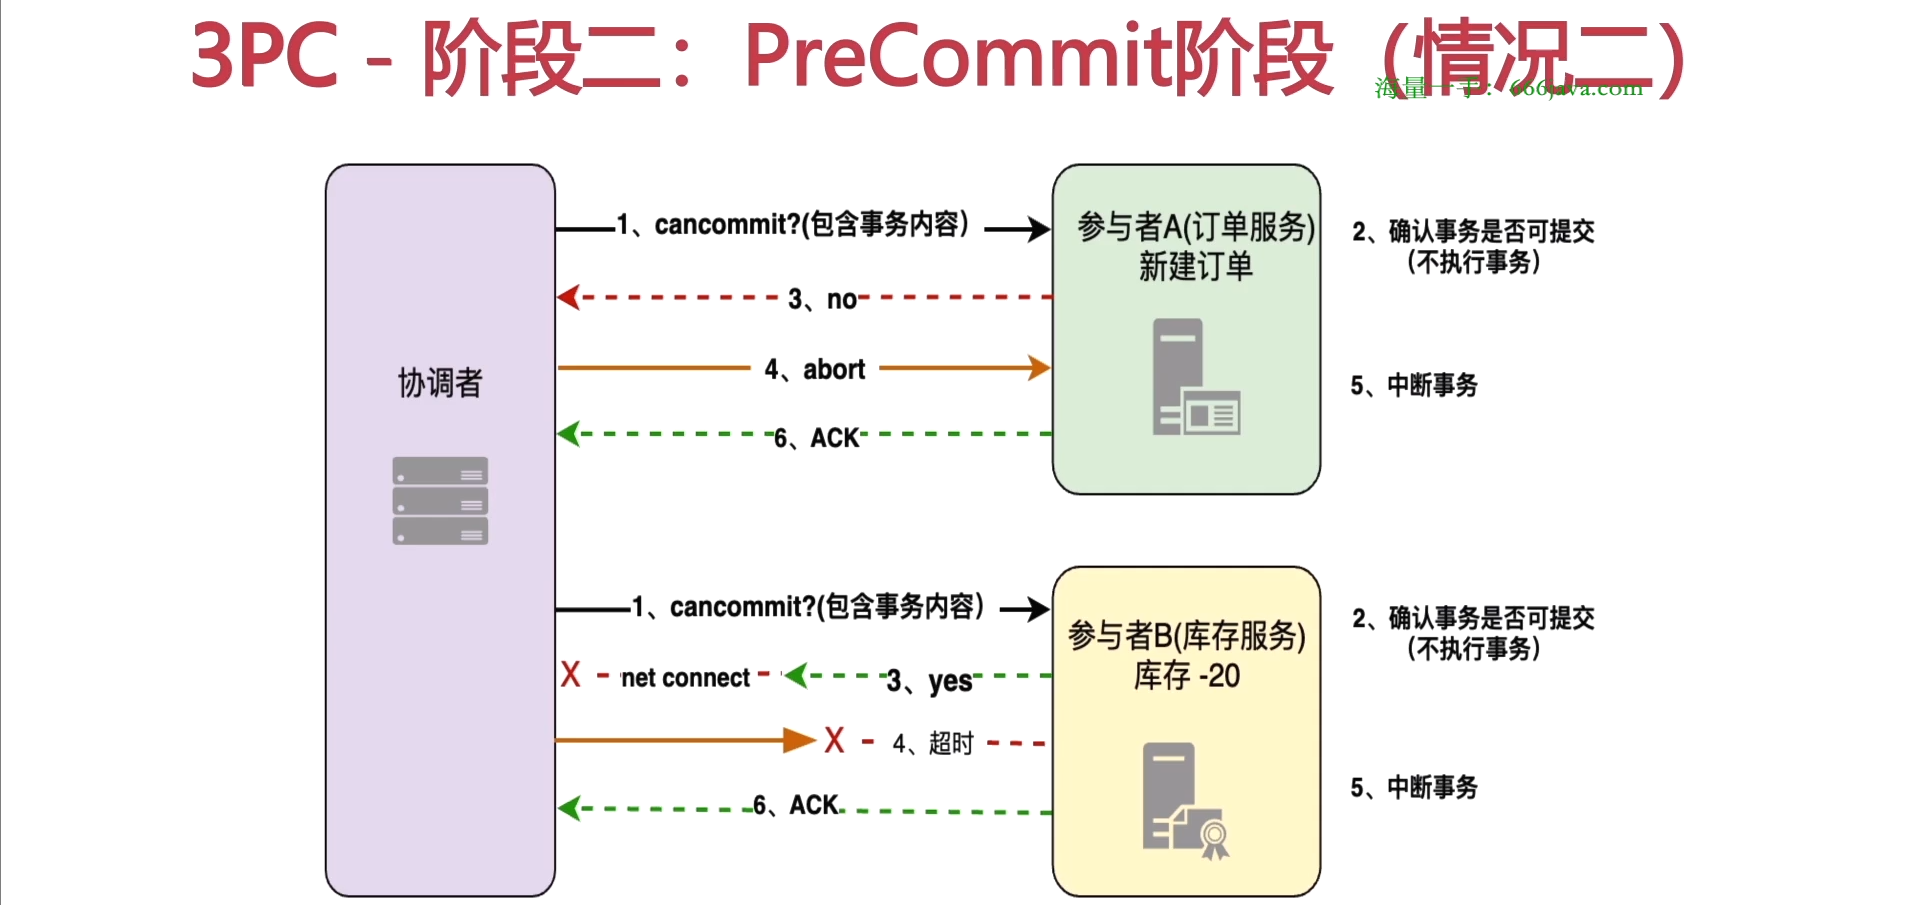 3PC - 阶段二：PreCommit阶段（情况二）
海量一手：666java.com
1、cancommit?(包含事务内容）
参与者A(订单服务)
新建订单
2、确认事务是否可提交
（不执行事务）
3、no
协调者
4、abort
5、中断事务
6、ACK
1、cancommit?(包含事务内容）
参与者B(库存服务)
库存 -20
2、确认事务是否可提交
（不执行事务）
X
net connect
3、yes
X
4、超时
5、中断事务
6、ACK